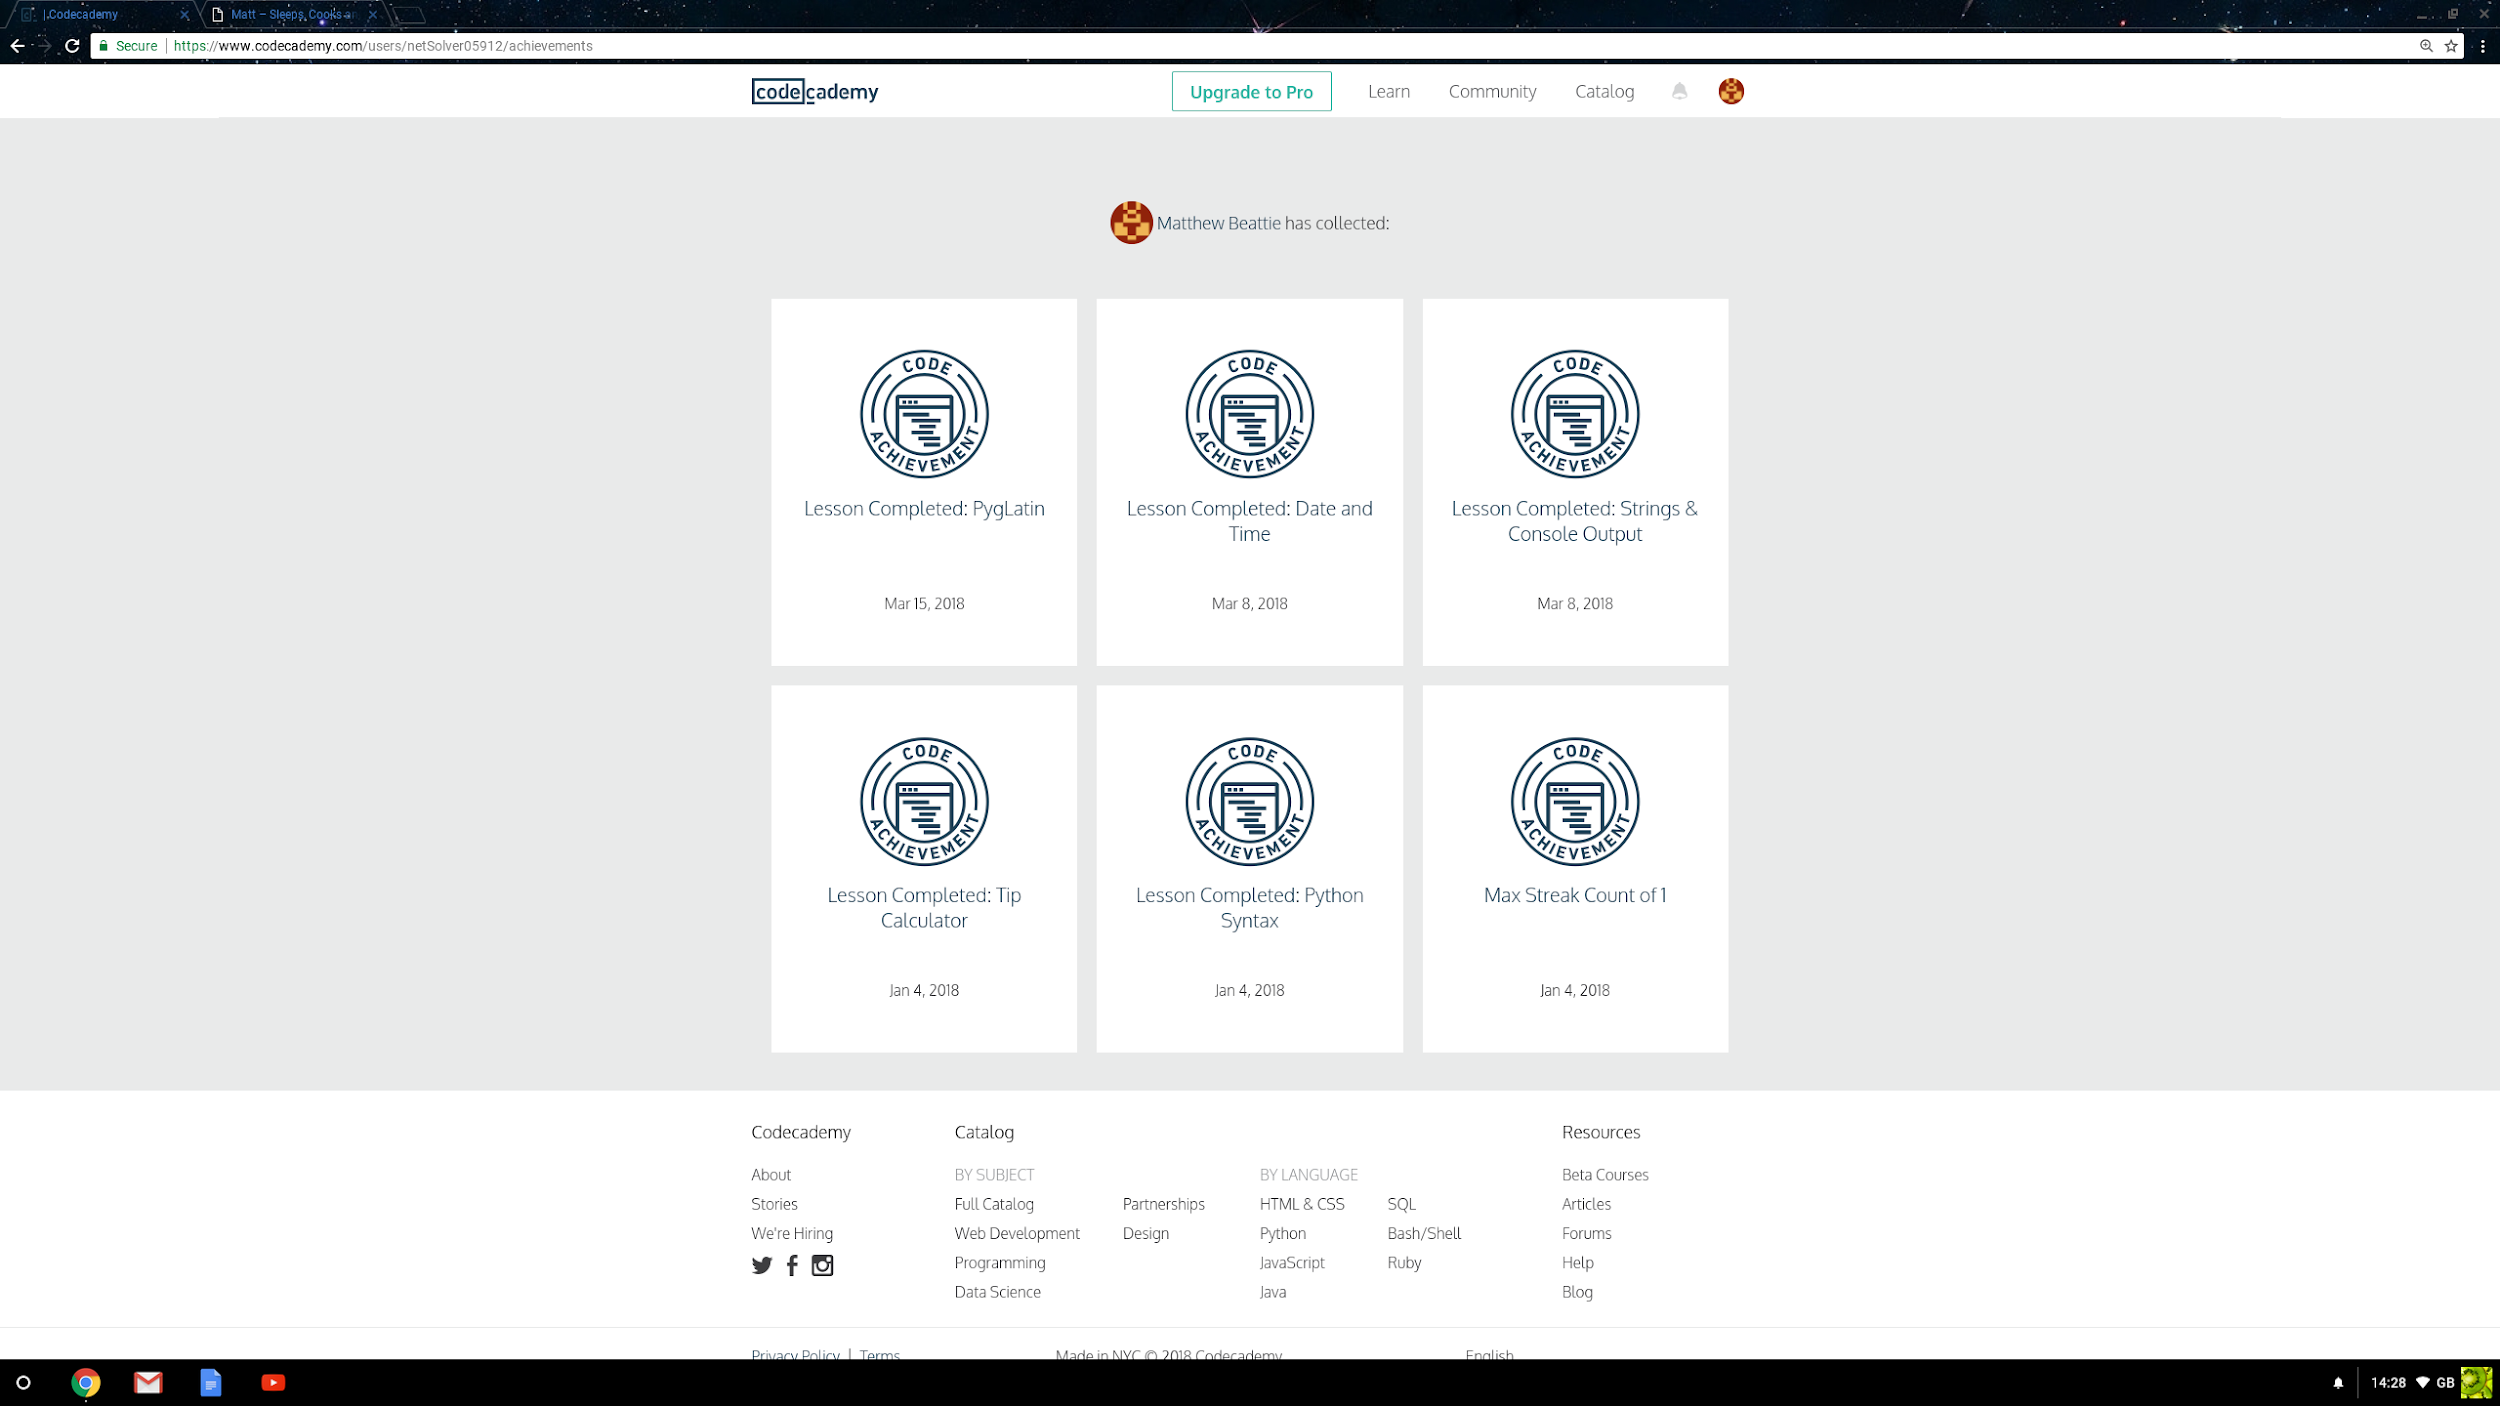 | Codecademy
Matt – Sleeps, Cooks
Secure
https://www.codecademy.com/users/netSolver05912/achievements
codecademy
Upgrade to Pro
Learn
Community
Catalog
Matthew Beattie has collected:
CODE ACHIEVEMENT
Lesson Completed: PygLatin
Mar 15, 2018
CODE ACHIEVEMENT
Lesson Completed: Date and
Time
Mar 8, 2018
CODE ACHIEVEMENT
Lesson Completed: Strings &
Console Output
Mar 8, 2018
CODE ACHIEVEMENT
Lesson Completed: Tip
Calculator
Jan 4, 2018
CODE ACHIEVEMENT
Lesson Completed: Python
Syntax
Jan 4, 2018
CODE ACHIEVEMENT
Max Streak Count of 1
Jan 4, 2018
Codecademy
About
Stories
We're Hiring
Catalog
BY SUBJECT
Full Catalog
Web Development
Programming
Data Science
Partnerships
Design
BY LANGUAGE
HTML & CSS
Python
JavaScript
Java
SQL
Bash/Shell
Ruby
Resources
Beta Courses
Articles
Forums
Help
Blog
Privacy Policy | Terms
Made in NYC © 2018 Codecademy
English
14:28
GB